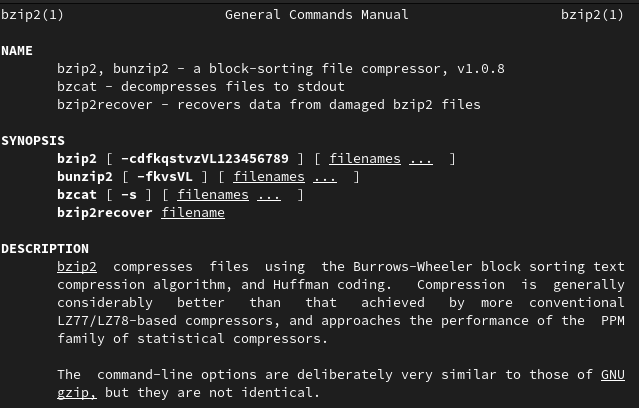 bzip2(1) General Commands Manual bzip2(1)
NAME
bzip2, bunzip2 - a block-sorting file compressor, v1.0.8
bzcat - decompresses files to stdout
bzip2recover - recovers data from damaged bzip2 files
SYNOPSIS
bzip2 [ -cdfkqstvzVL123456789 ] [ filenames ... ]
bunzip2 [ -fkvsVL ] [ filenames ... ]
bzcat [ -s ] [ filenames ... ]
bzip2recover filename
DESCRIPTION
bzip2 compresses files using the Burrows-Wheeler block sorting text
compression algorithm, and Huffman coding. Compression is generally
considerably better than that achieved by more conventional
LZ77/LZ78-based compressors, and approaches the performance of the PPM
family of statistical compressors.
The command-line options are deliberately very similar to those of GNU
gzip, but they are not identical.